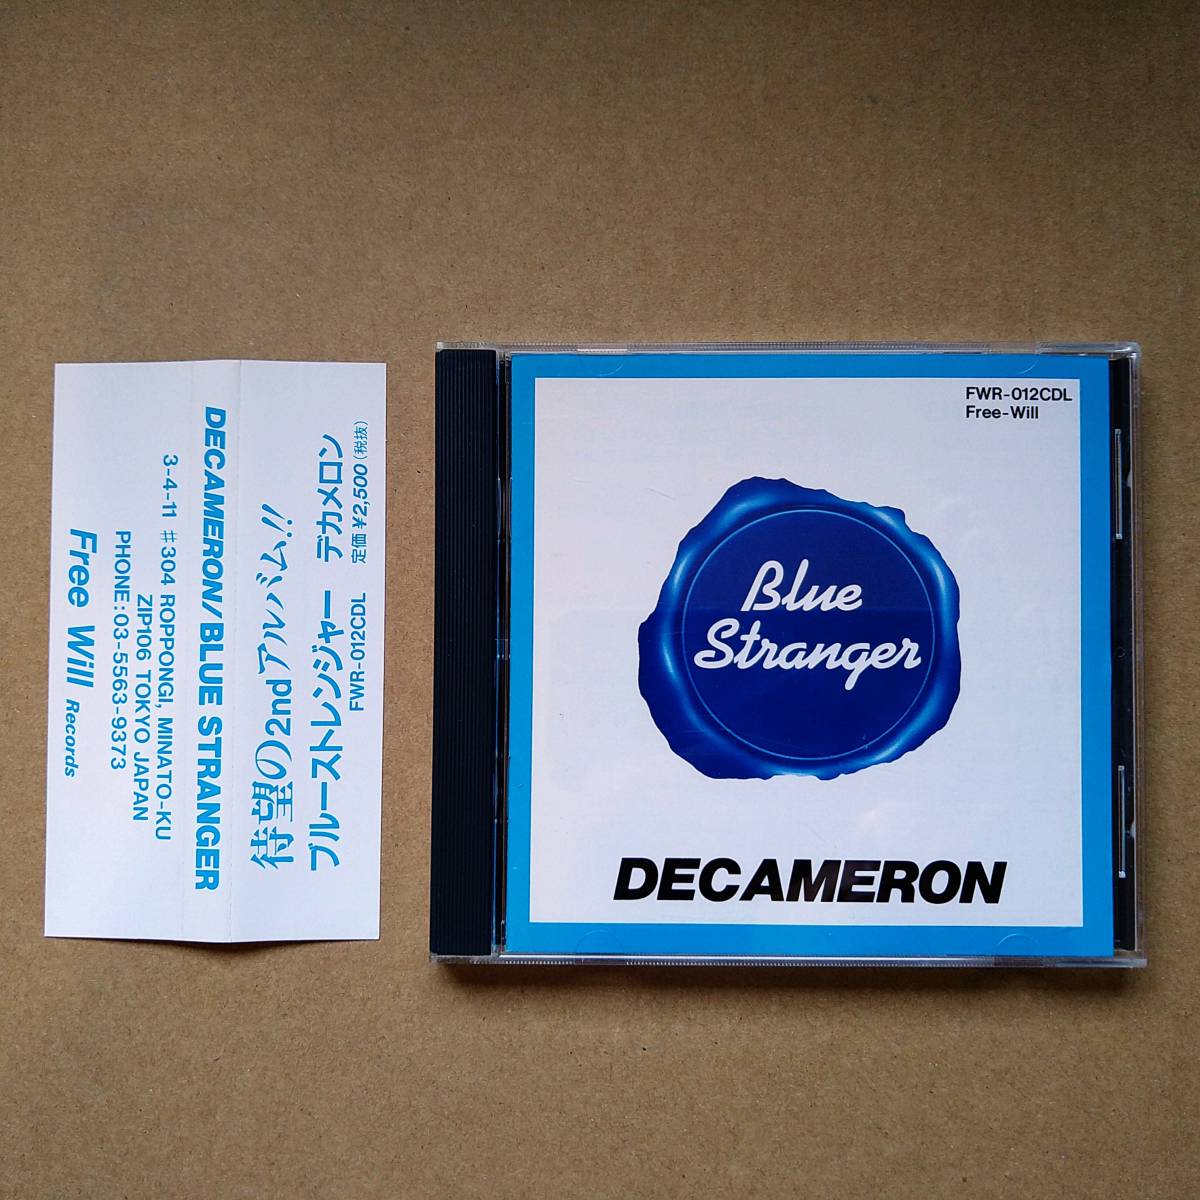 待望の2ndアルバム!!
ブルーストレンジャー デカメロン
FWR-012CDL 定価¥2,500(税抜)
DECAMERON/BLUE STRANGER
3-4-11 #304 ROPPONGI, MINATO-KU
ZIP106 TOKYO JAPAN
PHONE:03-5563-9373
Free Will Records
FWR-012CDL
Free-Will
Blue
Stranger
DECAMERON